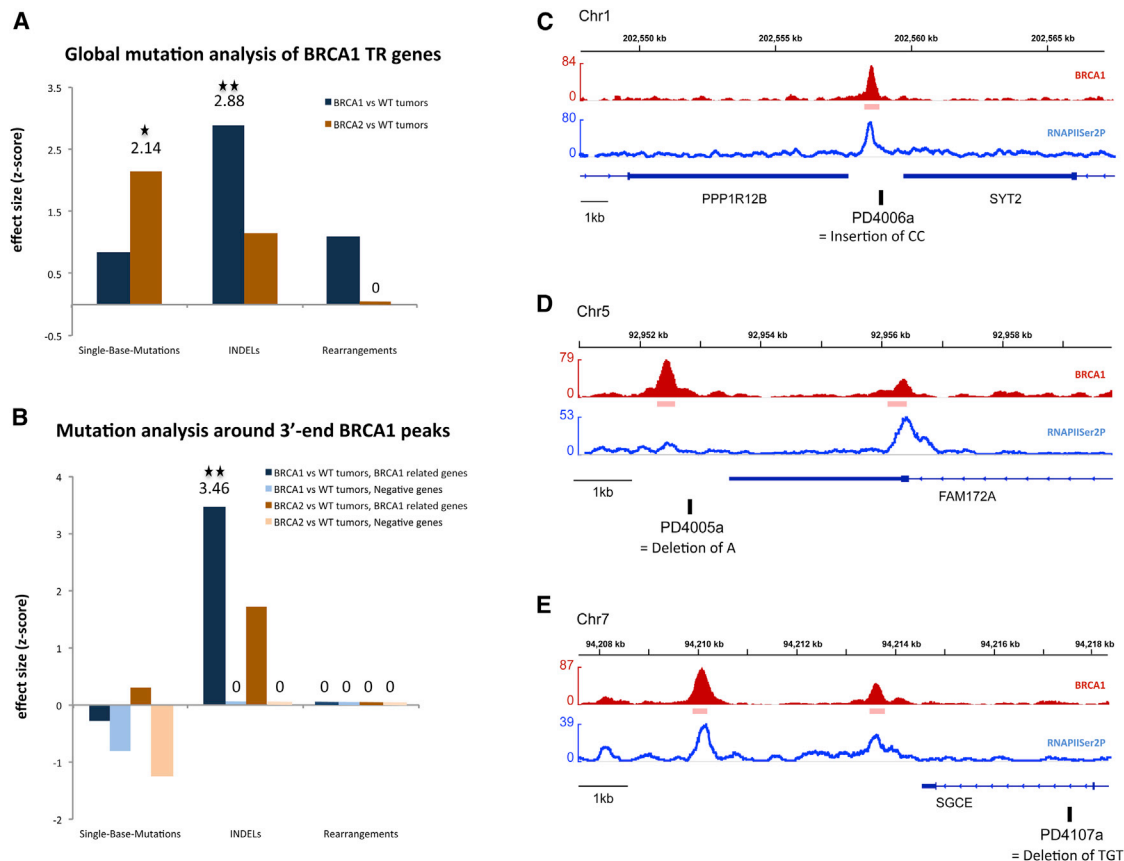 A
Global mutation analysis of BRCA1 TR genes
effect size (z-score)
3.5
2.5
1.5
0.5
-0.5
★
2.14
★★
2.88
0
BRCA1 vs WT tumors
BRCA2 vs WT tumors
Single-Base-Mutations
INDELs
Rearrangements
B
Mutation analysis around 3’-end BRCA1 peaks
effect size (z-score)
4
3
2
1
0
-1
-2
★★
3.46
0
0
0
0
0
0
BRCA1 vs WT tumors, BRCA1 related genes
BRCA1 vs WT tumors, Negative genes
BRCA2 vs WT tumors, BRCA1 related genes
BRCA2 vs WT tumors, Negative genes
Single-Base-Mutations
INDELs
Rearrangements
C
Chr1
202,550 kb
202,555 kb
202,560 kb
202,565 kb
84
0
BRCA1
80
0
RNAPIISer2P
PPP1R12B
SYT2
1kb
PD4006a
= Insertion of CC
D
Chr5
92,952 kb
92,954 kb
92,956 kb
92,958 kb
79
0
BRCA1
53
0
RNAPIISer2P
1kb
FAM172A
PD4005a
= Deletion of A
E
Chr7
94,208 kb
94,210 kb
94,212 kb
94,214 kb
94,216 kb
94,218 kb
87
0
BRCA1
39
0
RNAPIISer2P
1kb
SGCE
PD4107a
= Deletion of TGT